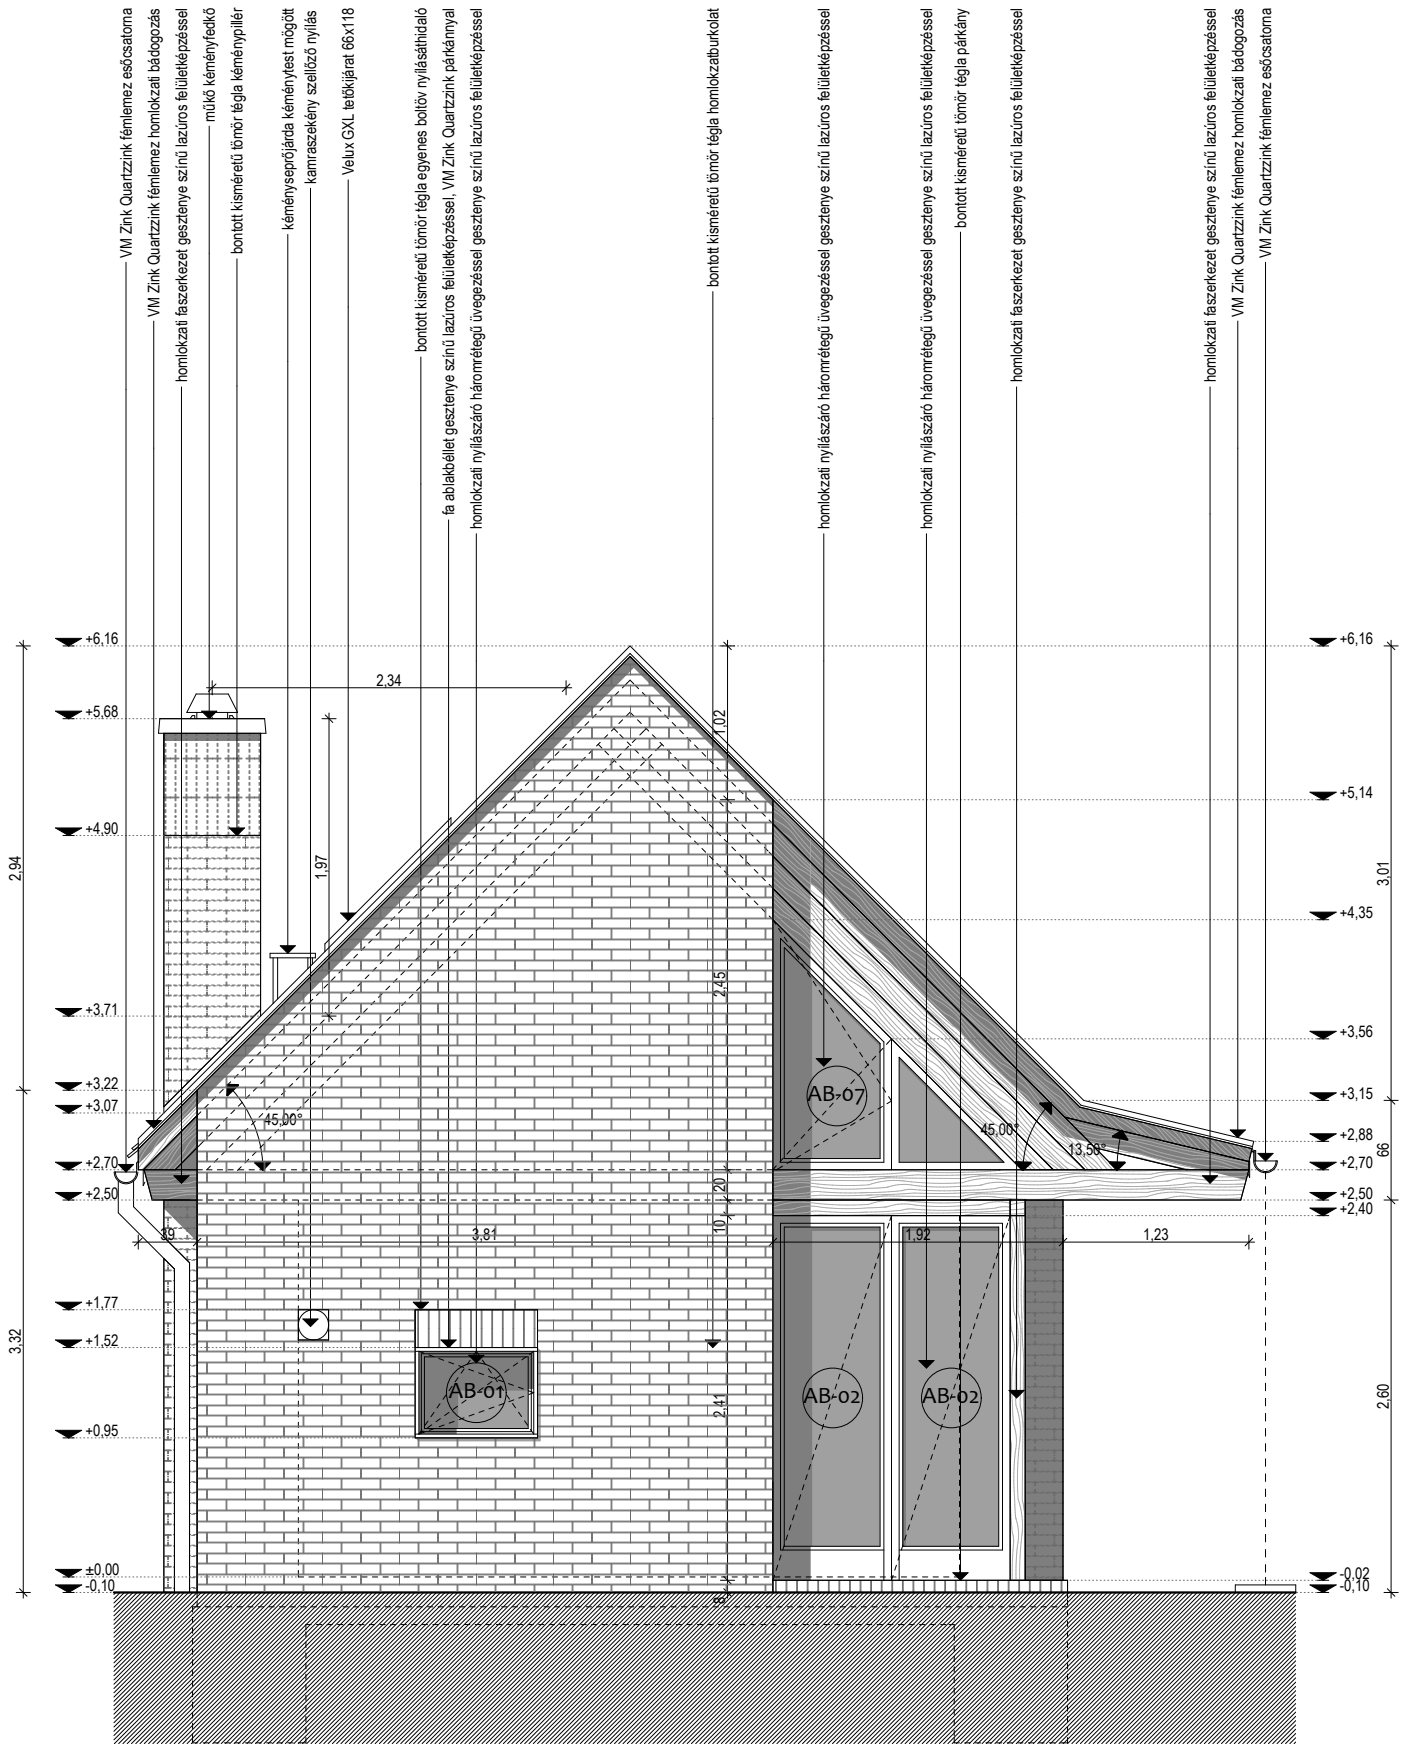 VM Zink Quartzzink fémlemez esőcsatorna
VM Zink Quartzzink fémlemez homlokzati bádogozás
homlokzati faszerkezet gesztenye színű lazúros felületképzéssel
műkő kéményfedkő
bontott kisméretű tömör tégla kéménypillér
kéményseprőjárda kéménytest mögött
kamraszekény szellőző nyílás
Velux GXL tetőkijárat 66x118
bontott kisméretű tömör tégla egyenes boltöv nyílásáthidaló
fa ablakbéllet gesztenye színű lazúros felületképzéssel, VM Zink Quartzzink párkánnyal
homlokzati nyílászáró háromrétegű üvegezéssel gesztenye színű lazúros felületképzéssel
bontott kisméretű tömör tégla homlokzatburkolat
homlokzati nyílászáró háromrétegű üvegezéssel gesztenye színű lazúros felületképzéssel
homlokzati nyílászáró háromrétegű üvegezéssel gesztenye színű lazúros felületképzéssel
bontott kisméretű tömör tégla párkány
homlokzati faszerkezet gesztenye színű lazúros felületképzéssel
homlokzati faszerkezet gesztenye színű lazúros felületképzéssel
VM Zink Quartzzink fémlemez homlokzati bádogozás
VM Zink Quartzzink fémlemez esőcsatorna
+6,16
+5,68
+4,90
+3,71
+3,22
+3,07
+2,70
+2,50
+1,77
+1,52
+0,95
±0,00
-0,10
2,94
3,32
2,34
1,97
1,02
2,45
20
10
2,41
8
45,00°
45,00°
13,50°
39
3,81
1,92
1,23
AB-07
AB-01
AB-02
AB-02
+6,16
+5,14
+4,35
+3,56
+3,15
+2,88
+2,70
+2,50
+2,40
-0,02
-0,10
3,01
66
2,60